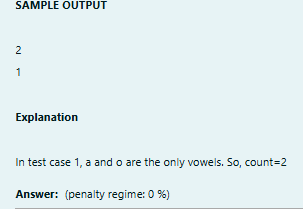 SAMPLE OUTPUT
2
1
Explanation
In test case 1, a and o are the only vowels. So, count=2
Answer: (penalty regime: 0 %)